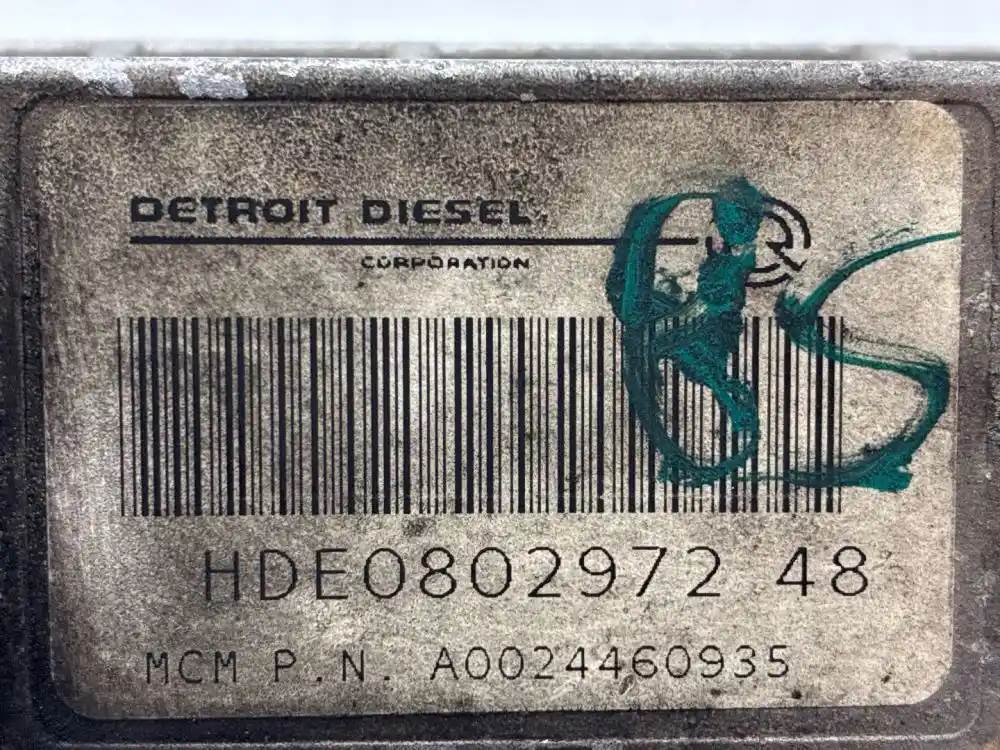 DETROIT DIESEL
CORPORATION
HDE0802972 48
MCM P.N. A0024460935